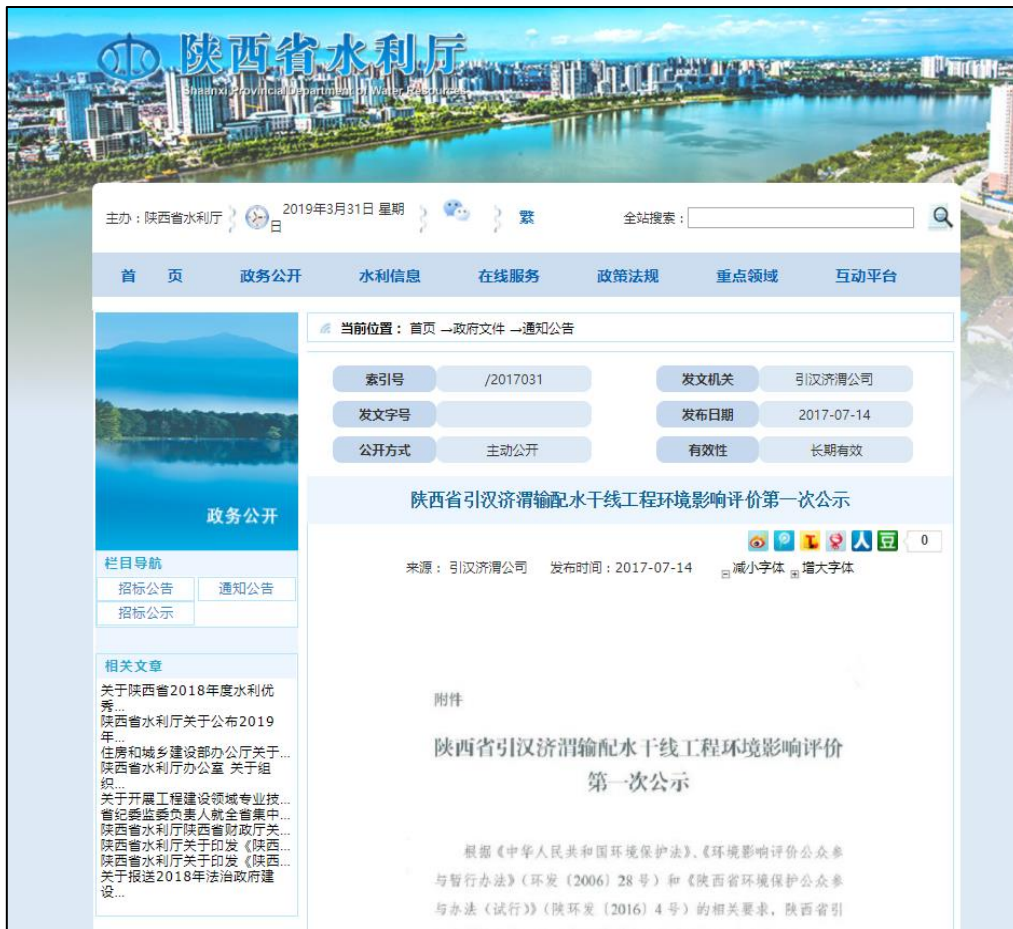 陕西省水利厅
Shaanxi Provincial Department of Water Resources
主办：陕西省水利厅
2019年3月31日 星期
日
繁
全站搜索：
首 页 政务公开 水利信息 在线服务 政策法规 重点领域 互动平台
当前位置： 首页 →政府文件 →通知公告
索引号 /2017031 发文机关 引汉济渭公司
发文字号 发布日期 2017-07-14
公开方式 主动公开 有效性 长期有效
政务公开
陕西省引汉济渭输配水干线工程环境影响评价第一次公示
人 豆 0
来源： 引汉济渭公司 发布时间：2017-07-14 减小字体 增大字体
栏目导航
招标公告 通知公告
招标公示
相关文章
关于陕西省2018年度水利优
秀...
陕西省水利厅关于公布2019
年...
住房和城乡建设部办公厅关于...
陕西省水利厅办公室 关于组
织...
关于开展工程建设领域专业技...
省纪委监委负责人就全省集中...
陕西省水利厅陕西省财政厅关...
陕西省水利厅关于印发《陕西...
陕西省水利厅关于印发《陕西...
关于报送2018年法治政府建
设...
附件
陕西省引汉济渭输配水干线工程环境影响评价
第一次公示
根据《中华人民共和国环境保护法》、《环境影响评价公众参
与暂行办法》（环发〔2006〕28号）和《陕西省环境保护公众参
与办法（试行）》（陕环发〔2016〕4号）的相关要求，陕西省引